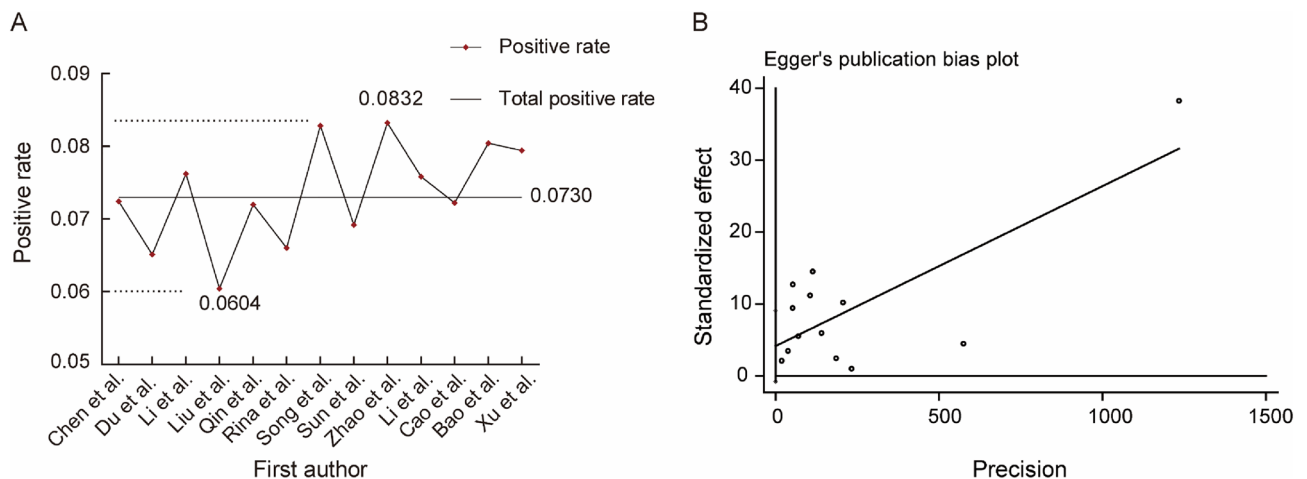 A
Positive rate
Total positive rate
0.09
0.08
0.07
0.06
0.05
Positive rate
0.0832
0.0730
0.0604
Chen et al.
Du et al.
Li et al.
Liu et al.
Qin et al.
Rina et al.
Song et al.
Sun et al.
Zhao et al.
Li et al.
Cao et al.
Bao et al.
Xu et al.
First author
B
Egger's publication bias plot
40
30
20
10
0
Standardized effect
0
500
1000
1500
Precision